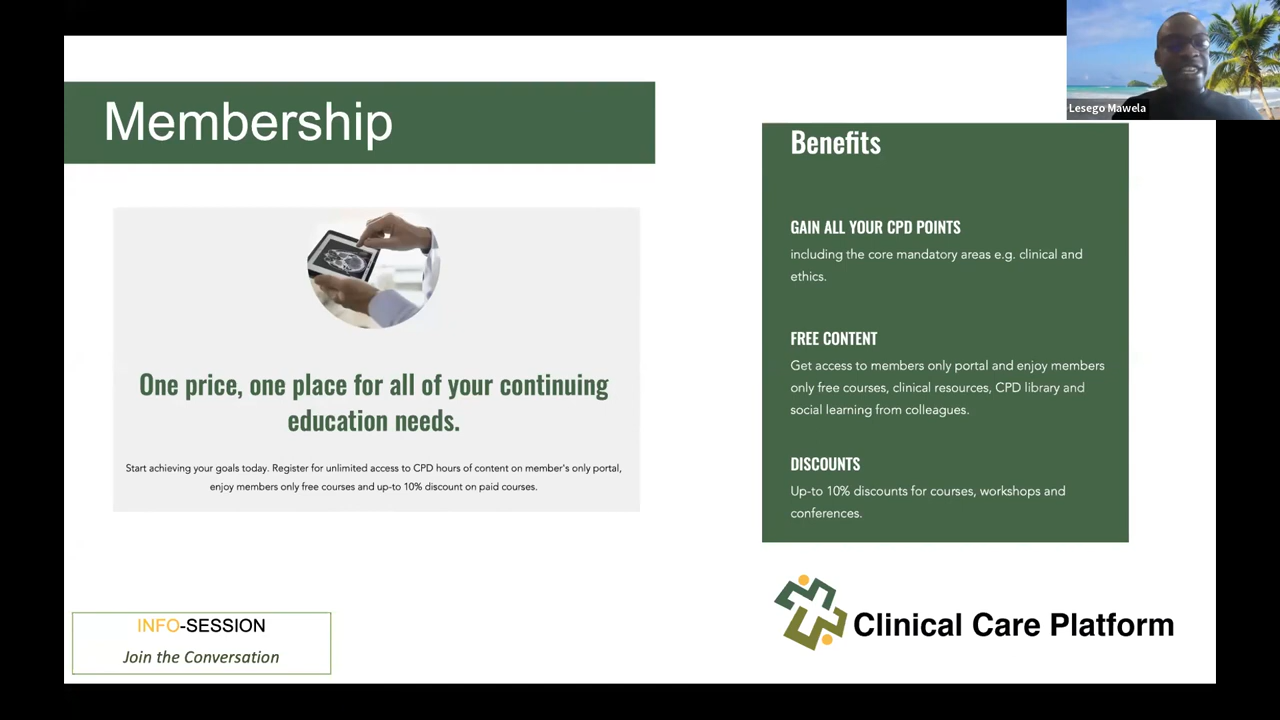 Membership
One price, one place for all of your continuing
education needs.
Start achieving your goals today. Register for unlimited access to CPD hours of content on member's only portal,
enjoy members only free courses and up-to 10% discount on paid courses.
INFO-SESSION
Join the Conversation
Lesego Mawela
Benefits
GAIN ALL YOUR CPD POINTS
including the core mandatory areas e.g. clinical and
ethics.
FREE CONTENT
Get access to members only portal and enjoy members
only free courses, clinical resources, CPD library and
social learning from colleagues.
DISCOUNTS
Up-to 10% discounts for courses, workshops and
conferences.
Clinical Care Platform